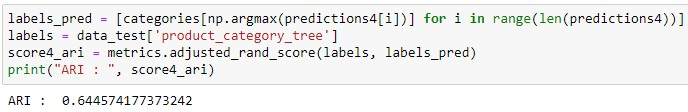 labels_pred = [categories[np.argmax(predictions4[i])] for i in range(len(predictions4))]
labels = data_test['product_category_tree']
score4_ari = metrics.adjusted_rand_score(labels, labels_pred)
print("ARI : ", score4_ari)
ARI :  0.644574177373242